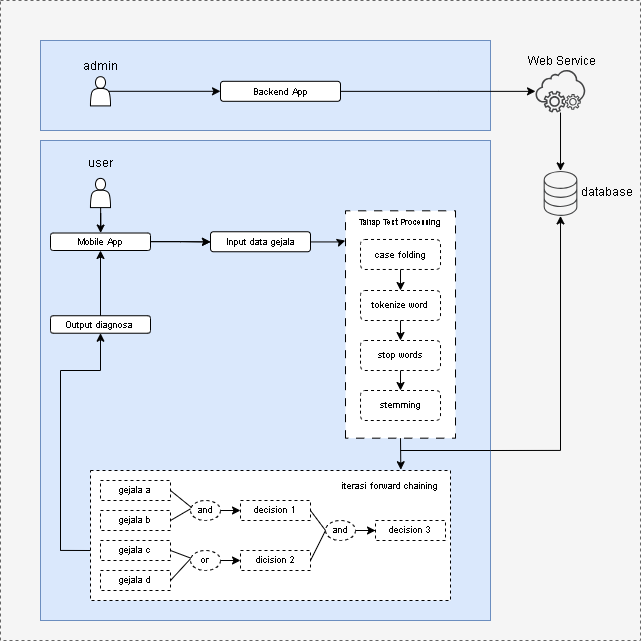 admin
Backend App
Web Service
database
user
Mobile App
Input data gejala
Tahap Text Processing
case folding
tokenize word
stop words
stemming
Output diagnosa
iterasi forward chaining
gejala a
gejala b
and
decision 1
gejala c
gejala d
or
dicision 2
and
decision 3